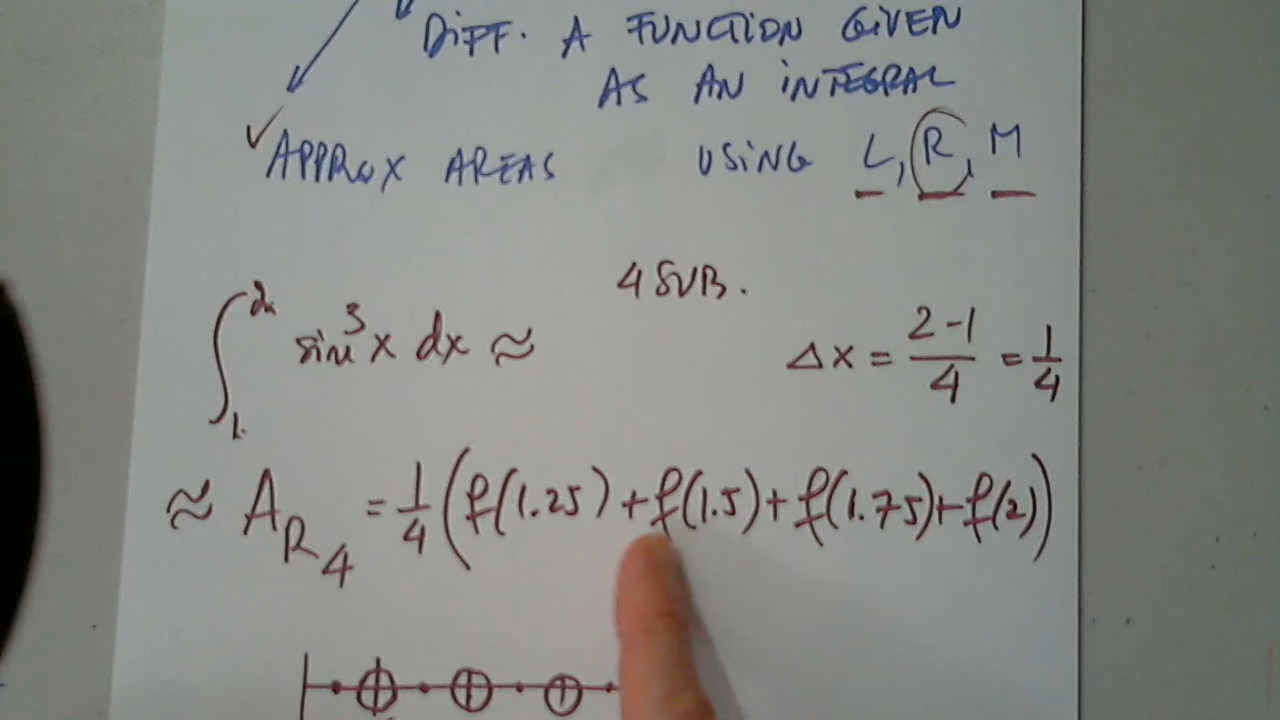 DIFF. A FUNCTION GIVEN
AS AN INTEGRAL
✓APPROX AREAS USING L, R, M
4 SUB.
∫₁² sin³x dx ≈ Δx = (2-1)/4 = 1/4
≈ A_R₄ = 1/4 (f(1.25) + f(1.5) + f(1.75) + f(2))